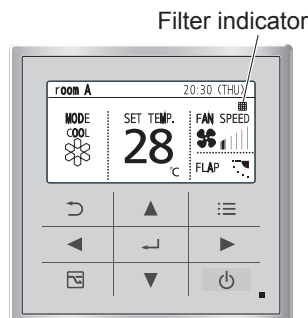 Filter indicator
room A 20:30 (THU)
MODE SET TEMP. FAN SPEED
COOL
28
℃
FLAP